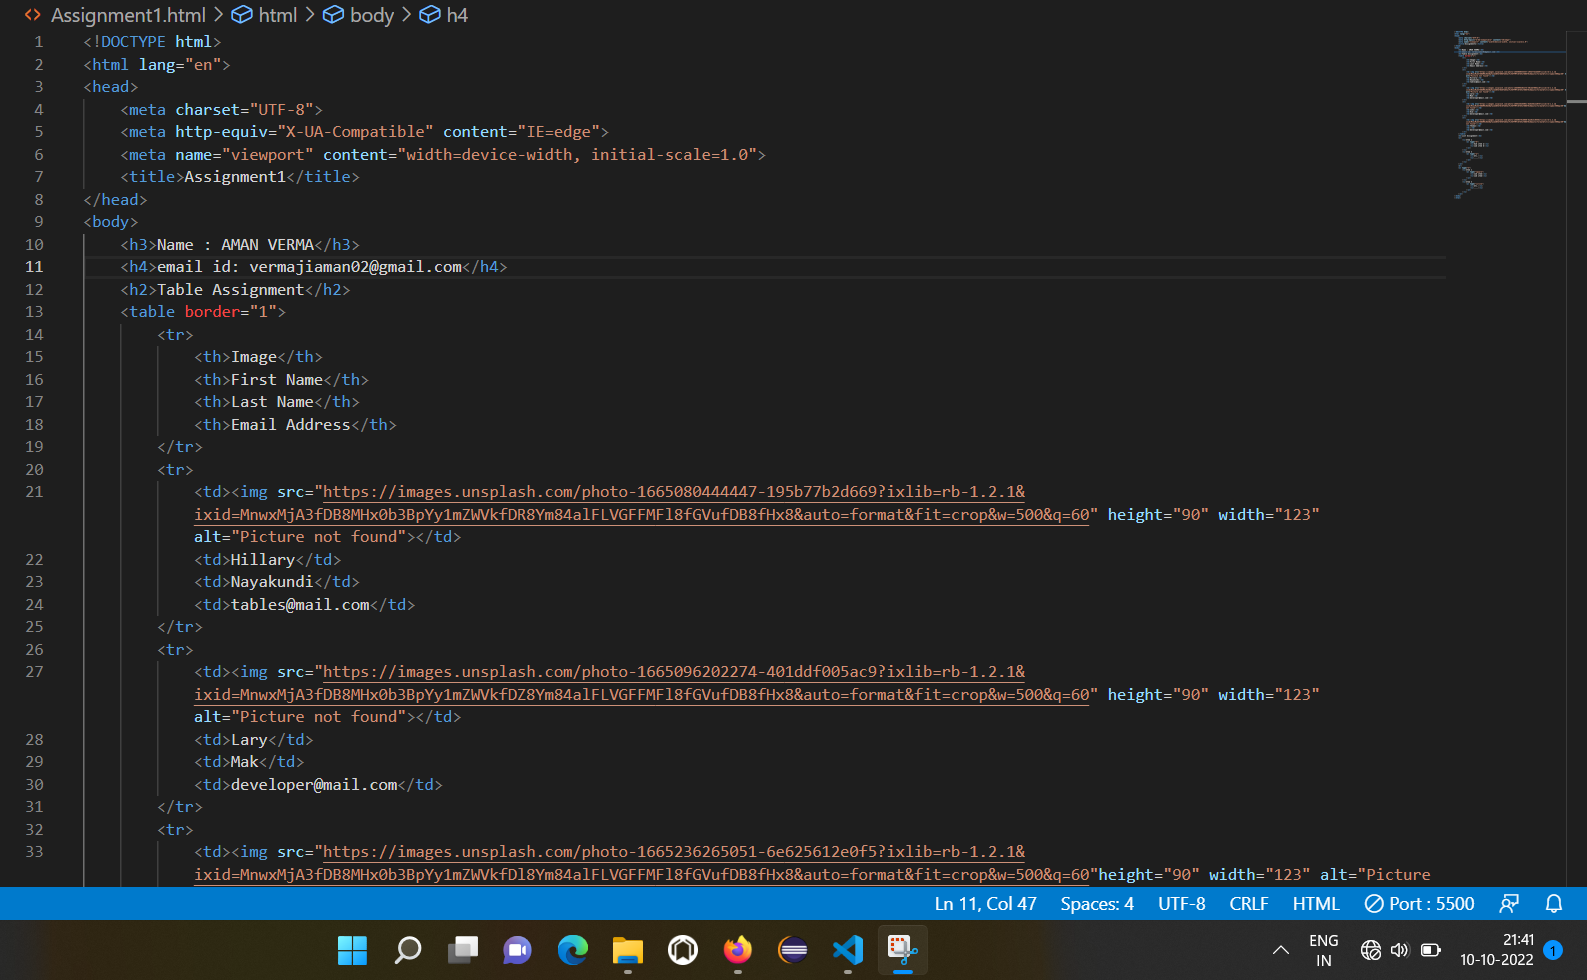 Assignment1.html > html > body > h4
1 <!DOCTYPE html>
2 <html lang="en">
3 <head>
4 <meta charset="UTF-8">
5 <meta http-equiv="X-UA-Compatible" content="IE=edge">
6 <meta name="viewport" content="width=device-width, initial-scale=1.0">
7 <title>Assignment1</title>
8 </head>
9 <body>
10 <h3>Name : AMAN VERMA</h3>
11 <h4>email id: vermajiaman02@gmail.com</h4>
12 <h2>Table Assignment</h2>
13 <table border="1">
14 <tr>
15 <th>Image</th>
16 <th>First Name</th>
17 <th>Last Name</th>
18 <th>Email Address</th>
19 </tr>
20 <tr>
21 <td><img src="https://images.unsplash.com/photo-1665080444447-195b77b2d669?ixlib=rb-1.2.1&
ixid=MnwxMjA3fDB8MHx0b3BpYy1mZWVkfDR8Ym84alFLVGFFMFl8fGVufDB8fHx8&auto=format&fit=crop&w=500&q=60" height="90" width="123"
alt="Picture not found"></td>
22 <td>Hillary</td>
23 <td>Nayakundi</td>
24 <td>tables@mail.com</td>
25 </tr>
26 <tr>
27 <td><img src="https://images.unsplash.com/photo-1665096202274-401ddf005ac9?ixlib=rb-1.2.1&
ixid=MnwxMjA3fDB8MHx0b3BpYy1mZWVkfDZ8Ym84alFLVGFFMFl8fGVufDB8fHx8&auto=format&fit=crop&w=500&q=60" height="90" width="123"
alt="Picture not found"></td>
28 <td>Lary</td>
29 <td>Mak</td>
30 <td>developer@mail.com</td>
31 </tr>
32 <tr>
33 <td><img src="https://images.unsplash.com/photo-1665236265051-6e625612e0f5?ixlib=rb-1.2.1&
ixid=MnwxMjA3fDB8MHx0b3BpYy1mZWVkfDl8Ym84alFLVGFFMFl8fGVufDB8fHx8&auto=format&fit=crop&w=500&q=60"height="90" width="123" alt="Picture
Ln 11, Col 47 Spaces: 4 UTF-8 CRLF HTML Port : 5500
ENG 21:41
IN 10-10-2022 1